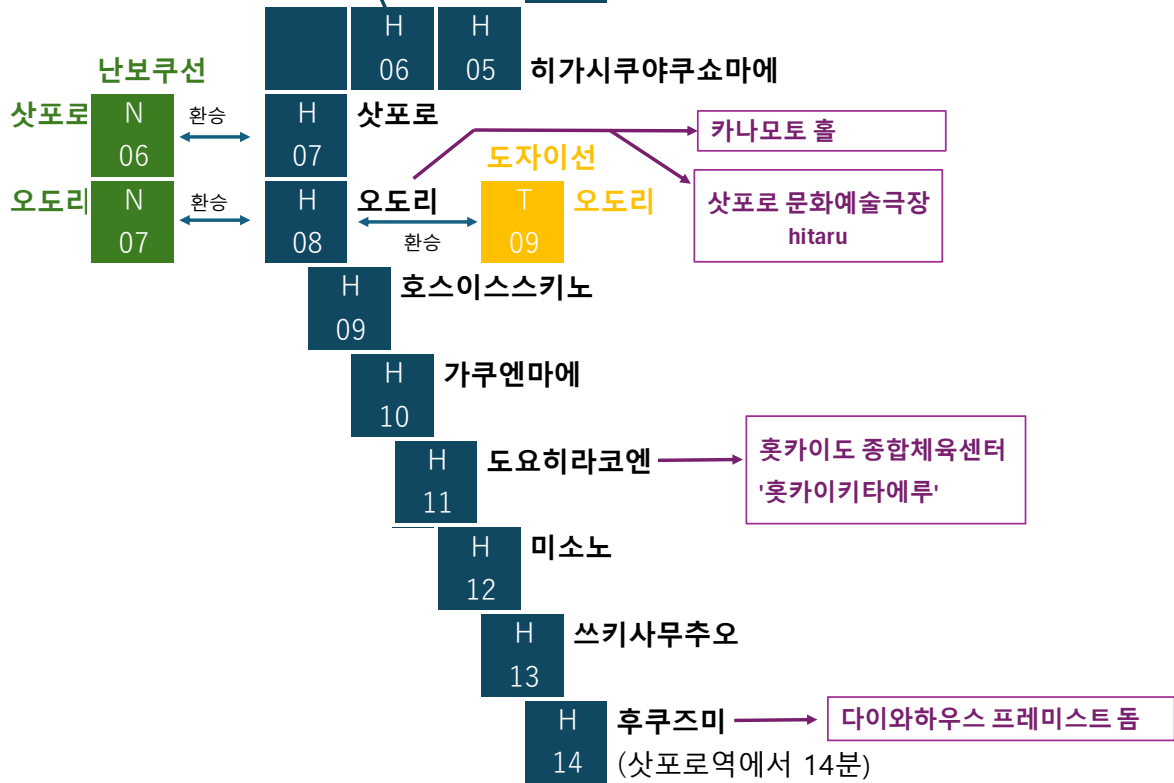 H
06
H
05
히가시쿠야쿠쇼마에
난보쿠선
삿포로
N
06
환승
H
07
삿포로
카나모토 홀
도자이선
오도리
N
07
환승
H
08
오도리
환승
T
09
오도리
삿포로 문화예술극장
hitaru
H
09
호스이스스키노
H
10
가쿠엔마에
H
11
도요히라코엔
홋카이도 종합체육센터
'홋카이키타에루'
H
12
미소노
H
13
쓰키사무추오
H
14
후쿠즈미
(삿포로역에서 14분)
다이와하우스 프레미스트 돔